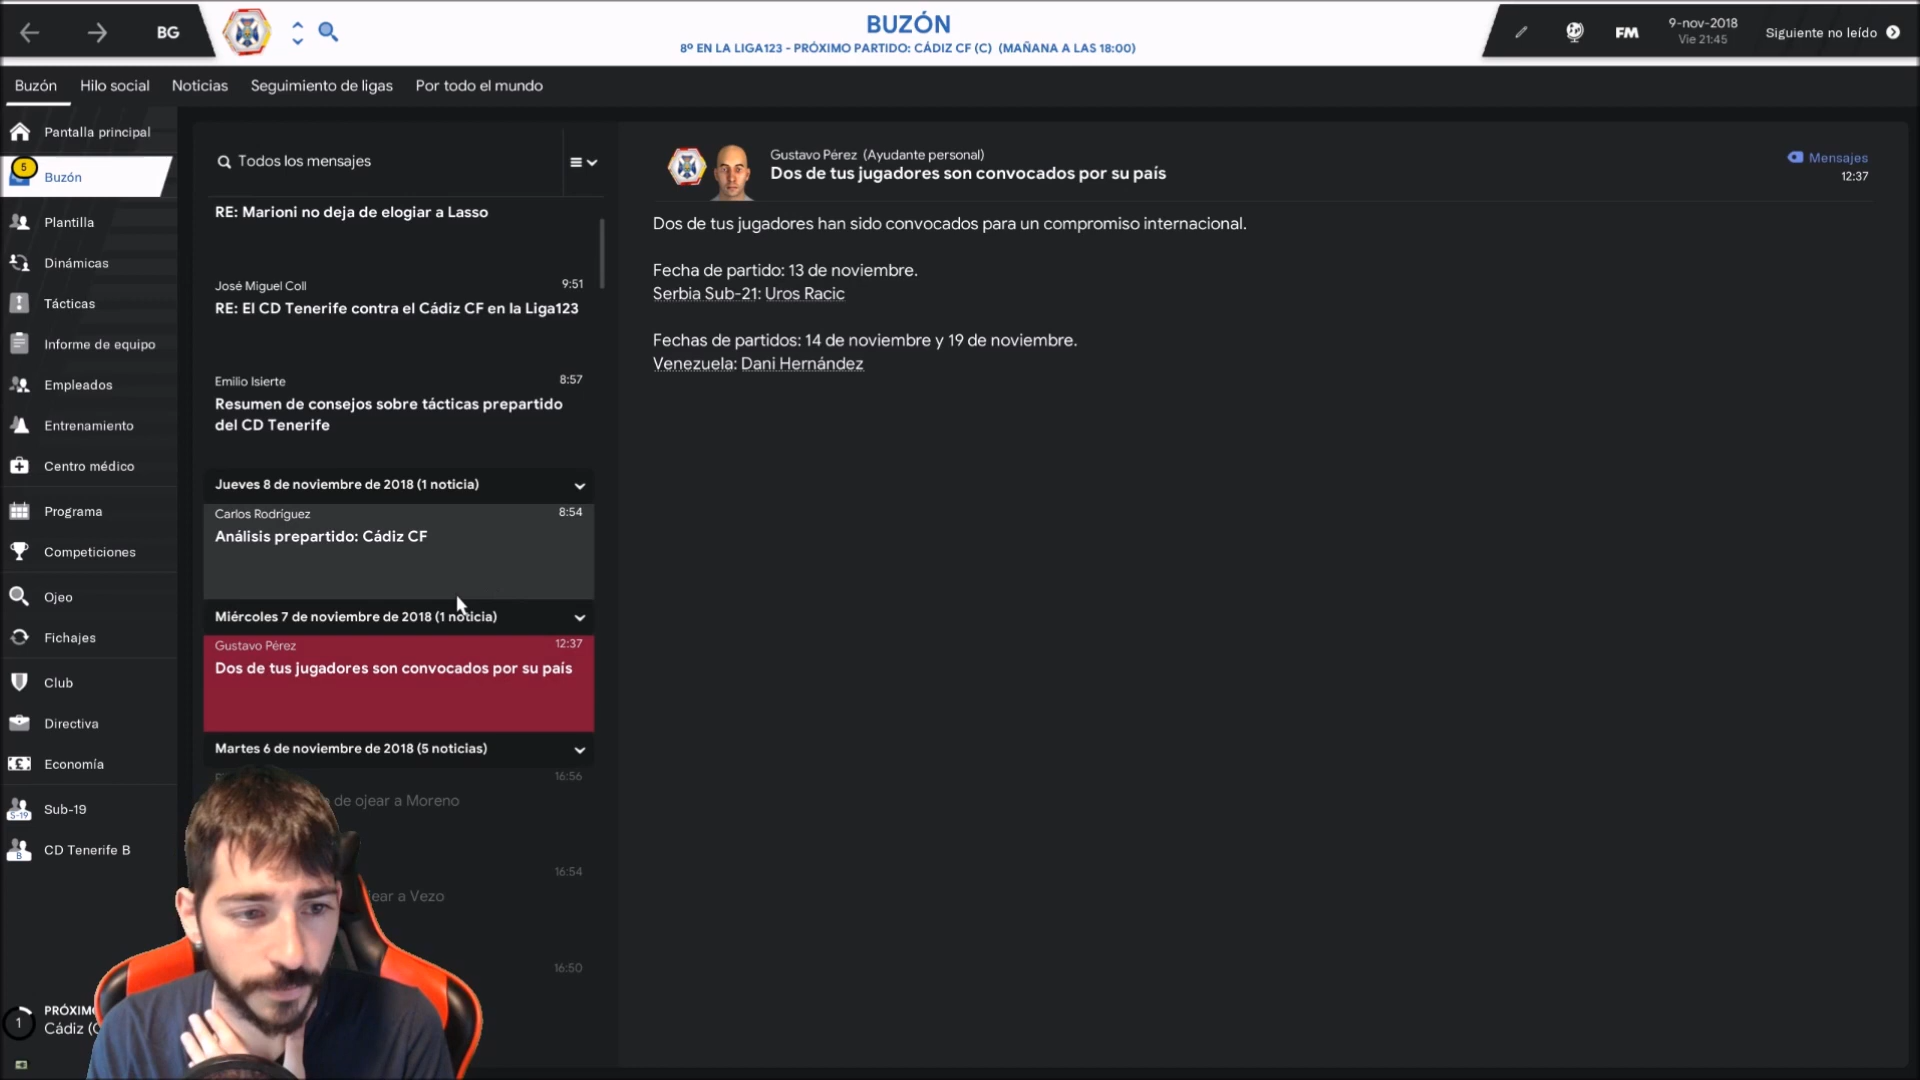 BG
BUZÓN
8º EN LA LIGA123 - PRÓXIMO PARTIDO: CÁDIZ CF (C) (MAÑANA A LAS 18:00)
FM
9-nov-2018
Vie 21:45
Siguiente no leído
Buzón Hilo social Noticias Seguimiento de ligas Por todo el mundo
Pantalla principal
5
Buzón
Plantilla
Dinámicas
Tácticas
Informe de equipo
Empleados
Entrenamiento
Centro médico
Programa
Competiciones
Ojeo
Fichajes
Club
Directiva
Economía
S-19
Sub-19
B
CD Tenerife B
1
Cádiz
Todos los mensajes
RE: Marioni no deja de elogiar a Lasso
José Miguel Coll 9:51
RE: El CD Tenerife contra el Cádiz CF en la Liga123
Emilio Isierte 8:57
Resumen de consejos sobre tácticas prepartido
del CD Tenerife
Jueves 8 de noviembre de 2018 (1 noticia)
Carlos Rodríguez 8:54
Análisis prepartido: Cádiz CF
Miércoles 7 de noviembre de 2018 (1 noticia)
Gustavo Pérez 12:37
Dos de tus jugadores son convocados por su país
Martes 6 de noviembre de 2018 (5 noticias)
16:56
de ojear a Moreno
16:54
a Vezo
16:50
Gustavo Pérez (Ayudante personal)
Dos de tus jugadores son convocados por su país
Mensajes
12:37
Dos de tus jugadores han sido convocados para un compromiso internacional.
Fecha de partido: 13 de noviembre.
Serbia Sub-21: Uros Racic
Fechas de partidos: 14 de noviembre y 19 de noviembre.
Venezuela: Dani Hernández